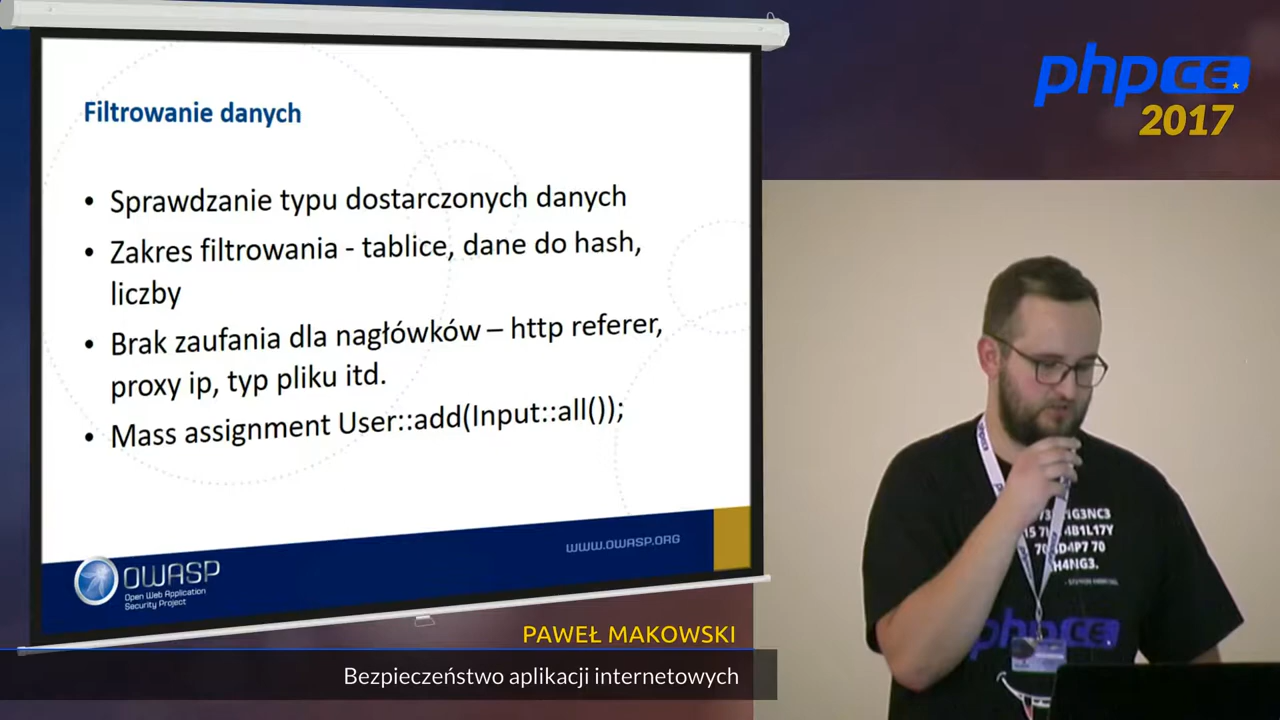 Filtrowanie danych
• Sprawdzanie typu dostarczonych danych
• Zakres filtrowania - tablice, dane do hash,
liczby
• Brak zaufania dla nagłówków – http referer,
proxy ip, typ pliku itd.
• Mass assignment User::add(Input::all());
OWASP
Open Web Application
Security Project
WWW.OWASP.ORG
PAWEŁ MAKOWSKI
Bezpieczeństwo aplikacji internetowych
phpCE
2017
phpCE.